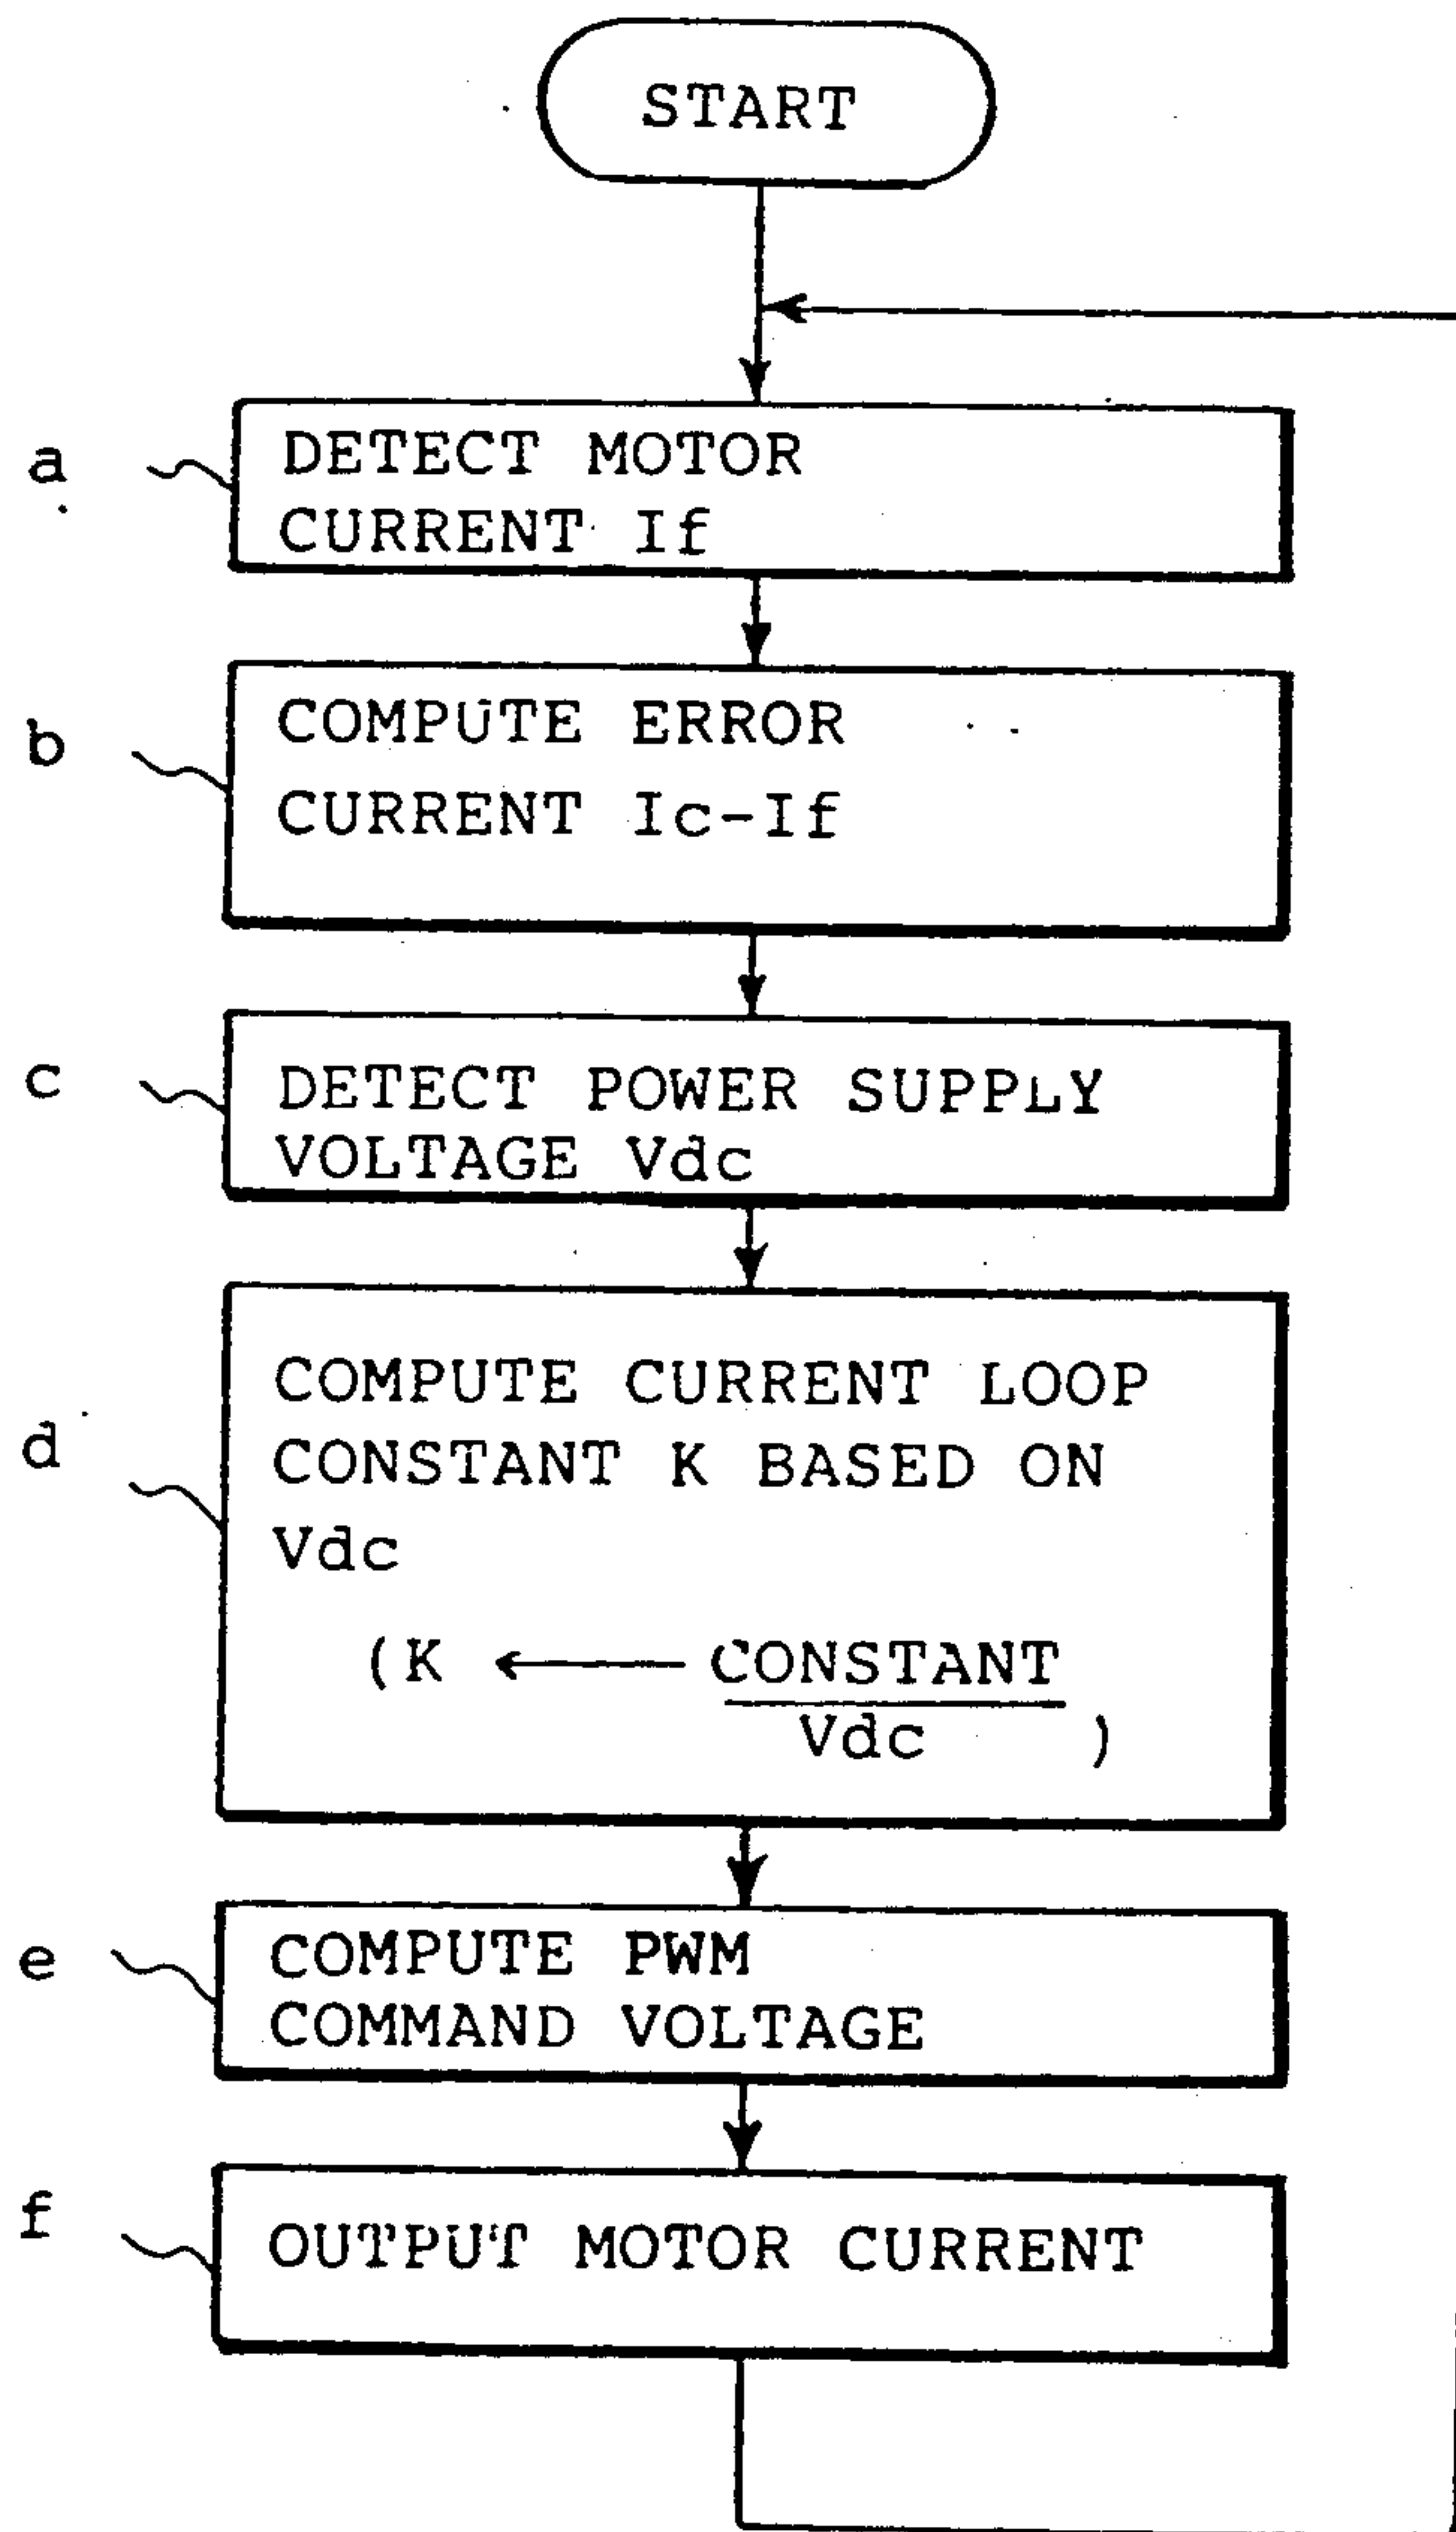 START
a
DETECT MOTOR
CURRENT If
b
COMPUTE ERROR
CURRENT Ic-If
c
DETECT POWER SUPPLY
VOLTAGE Vdc
d
COMPUTE CURRENT LOOP
CONSTANT K BASED ON
Vdc
(K ← CONSTANT
Vdc )
e
COMPUTE PWM
COMMAND VOLTAGE
f
OUTPUT MOTOR CURRENT